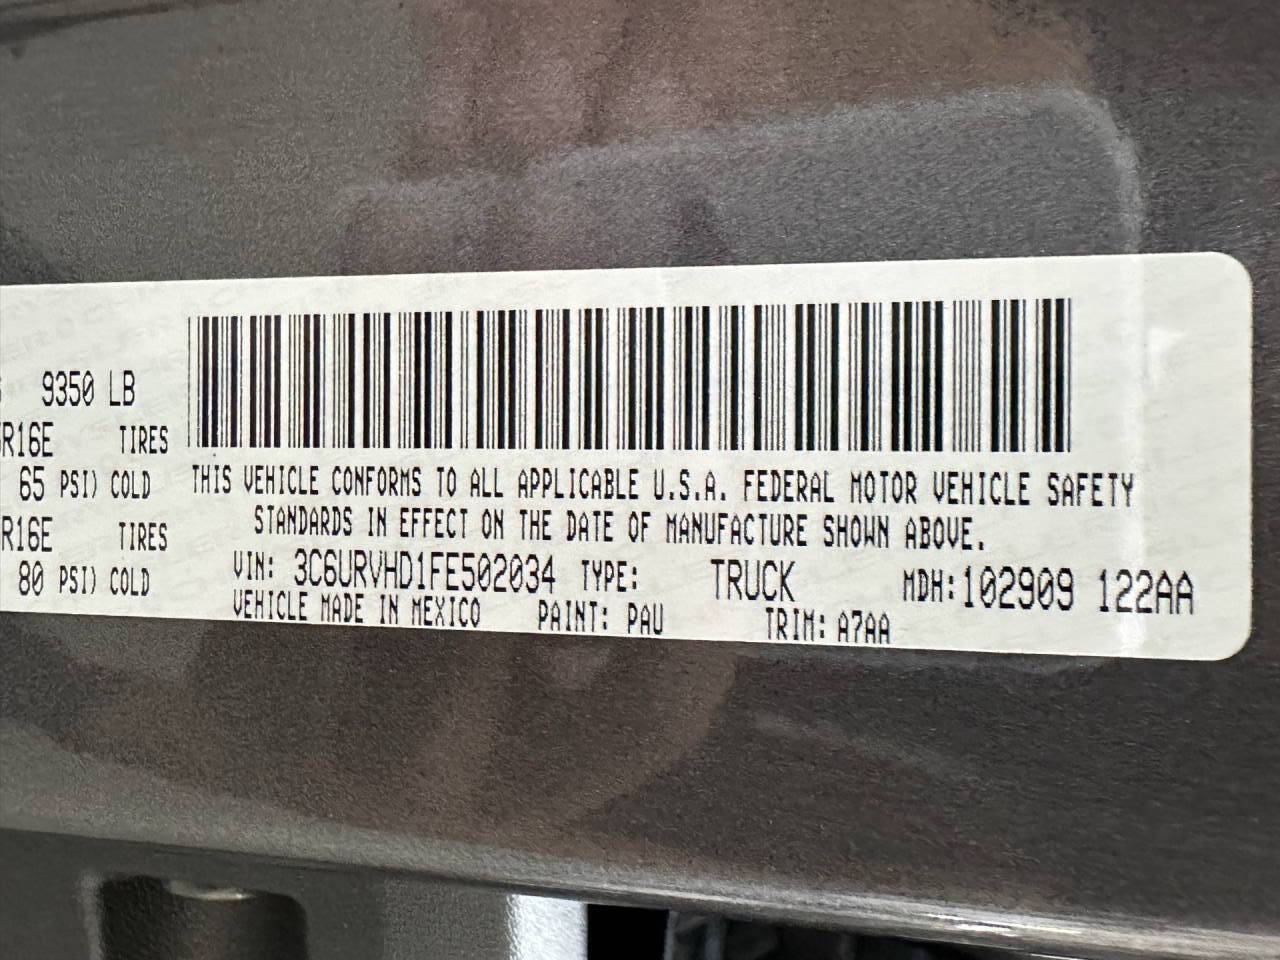 9350 LB
R16E TIRES
65 PSI) COLD
R16E TIRES
80 PSI) COLD
THIS VEHICLE CONFORMS TO ALL APPLICABLE U.S.A. FEDERAL MOTOR VEHICLE SAFETY
STANDARDS IN EFFECT ON THE DATE OF MANUFACTURE SHOWN ABOVE.
VIN: 3C6URVHD1FE502034 TYPE: TRUCK MDH:102909 122AA
VEHICLE MADE IN MEXICO PAINT: PAU TRIM: A7AA